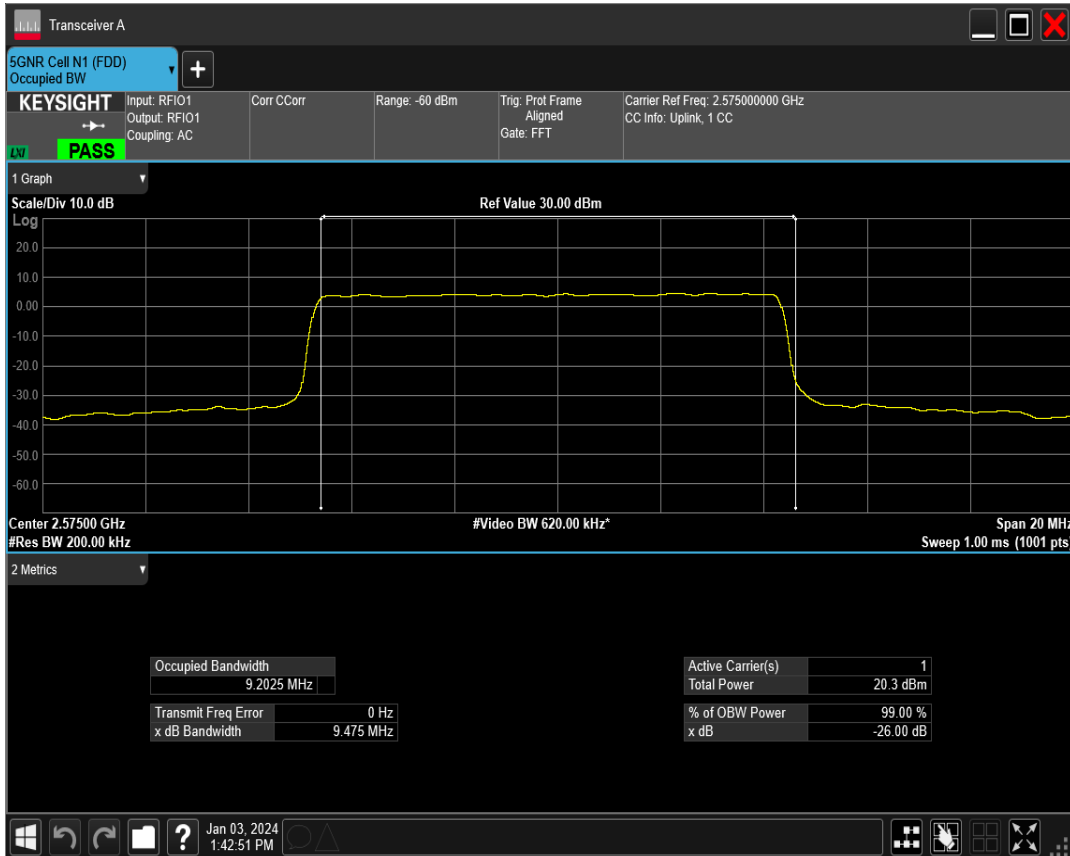 Transceiver A
5GNR Cell N1 (FDD)
Occupied BW
+
KEYSIGHT
LXI
PASS
Input: RFIO1
Output: RFIO1
Coupling: AC
Corr CCorr
Range: -60 dBm
Trig: Prot Frame
Aligned
Gate: FFT
Carrier Ref Freq: 2.575000000 GHz
CC Info: Uplink, 1 CC
1 Graph
Scale/Div 10.0 dB
Ref Value 30.00 dBm
Log
20.0
10.0
0.00
-10.0
-20.0
-30.0
-40.0
-50.0
-60.0
Center 2.57500 GHz
#Video BW 620.00 kHz*
Span 20 MHz
#Res BW 200.00 kHz
Sweep 1.00 ms (1001 pts)
2 Metrics
Occupied Bandwidth
9.2025 MHz
Transmit Freq Error 0 Hz
x dB Bandwidth 9.475 MHz
Active Carrier(s) 1
Total Power 20.3 dBm
% of OBW Power 99.00 %
x dB -26.00 dB
?
Jan 03, 2024
1:42:51 PM